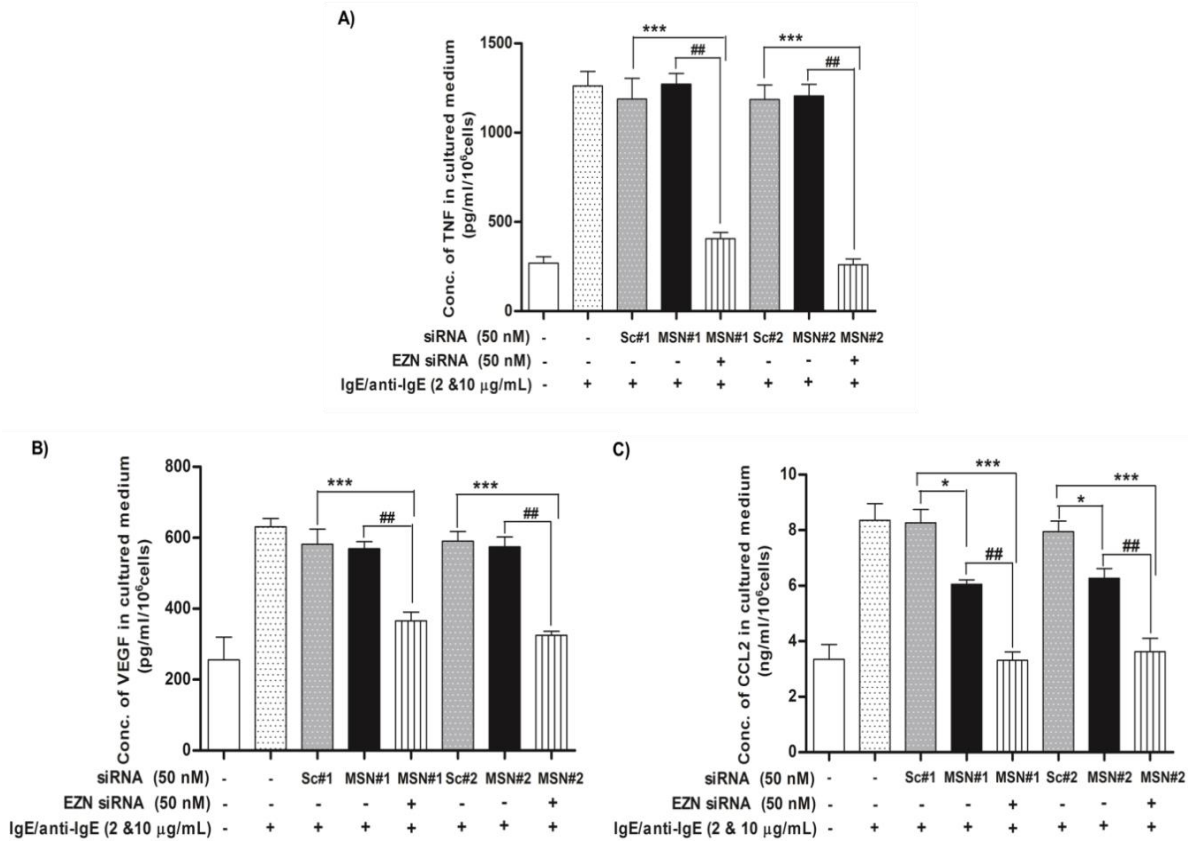 A)
Conc. of TNF in cultured medium
(pg/ml/10⁶cells)
1500
1000
500
0
***
##
***
##
siRNA (50 nM) - - Sc#1 MSN#1 MSN#1 Sc#2 MSN#2 MSN#2
EZN siRNA (50 nM) - - - - + - - +
IgE/anti-IgE (2 &10 µg/mL) - + + + + + + +
B)
Conc. of VEGF in cultured medium
(pg/ml/10⁶cells)
800
600
400
200
0
***
##
***
##
siRNA (50 nM) - - Sc#1 MSN#1 MSN#1 Sc#2 MSN#2 MSN#2
EZN siRNA (50 nM) - - - - + - - +
IgE/anti-IgE (2 &10 µg/mL) - + + + + + + +
C)
Conc. of CCL2 in cultured medium
(ng/ml/10⁶cells)
10
8
6
4
2
0
***
*
##
***
*
##
siRNA (50 nM) - - Sc#1 MSN#1 MSN#1 Sc#2 MSN#2 MSN#2
EZN siRNA (50 nM) - - - - + - - +
IgE/anti-IgE (2 & 10 µg/mL) - + + + + + + +